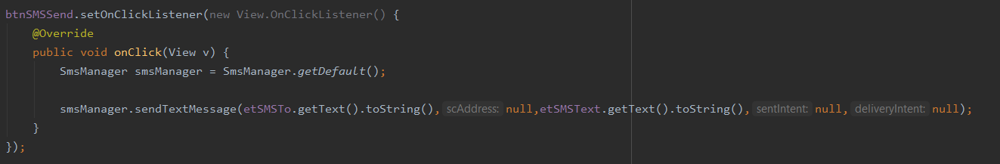 btnSMSSend.setOnClickListener(new View.OnClickListener() {
@Override
public void onClick(View v) {
SmsManager smsManager = SmsManager.getDefault();
smsManager.sendTextMessage(etSMSTo.getText().toString(), scAddress: null,etSMSText.getText().toString(), sentIntent: null, deliveryIntent: null);
}
});